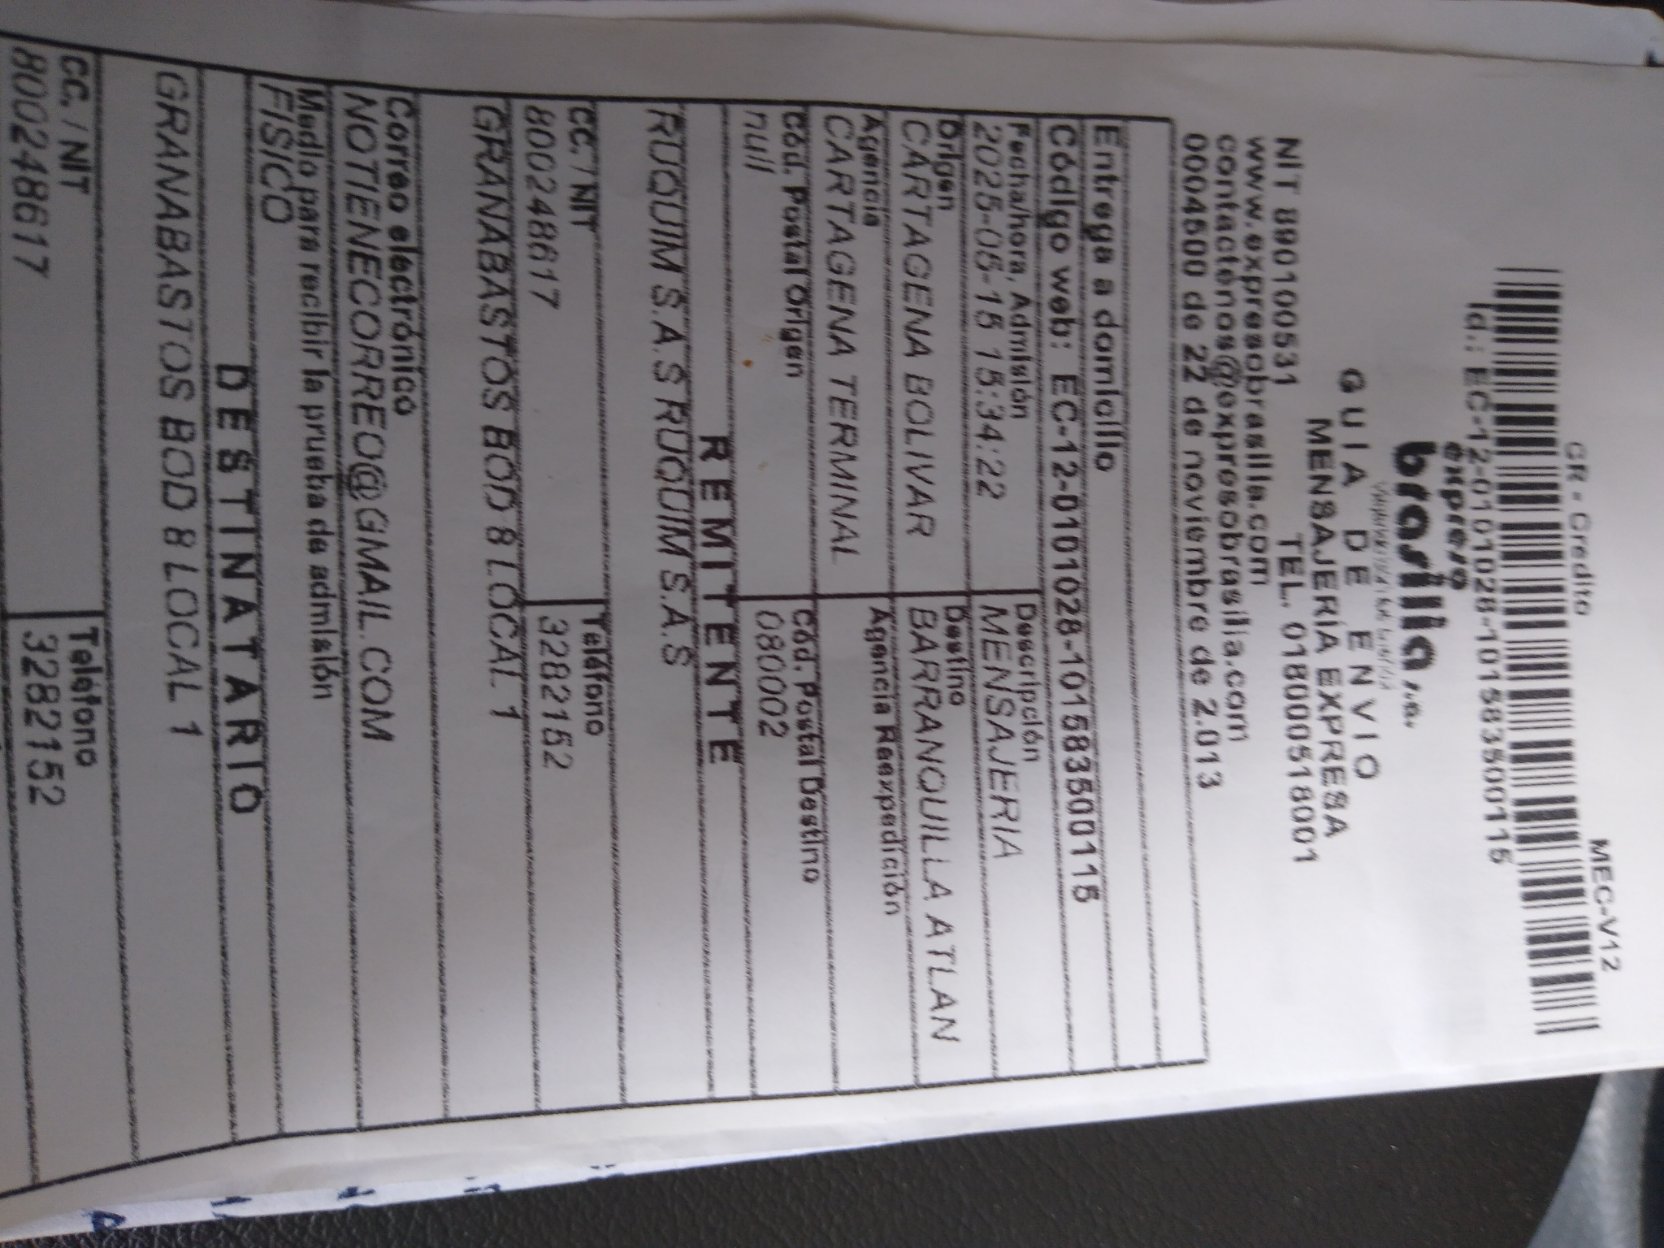 CR - Credito MEC-V12
Id.: EC-12-0101028-101583500115
expreso
brasilia s.a.
GUIA DE ENVIO
MENSAJERIA EXPRESA
NIT 890100531 TEL. 018000518001
www.expresobrasilia.com
contactenos@expresobrasilia.com
0004500 de 22 de noviembre de 2.013
Entrega a domicilio
Código web: EC-12-0101028-101583500115
Fecha/hora, Admisión Descripción
2025-05-15 15:34:22 MENSAJERIA
Origen Destino
CARTAGENA BOLIVAR BARRANQUILLA ATLAN
Agencia Agencia Reexpedición
CARTAGENA TERMINAL
Cód. Postal Origen Cód. Postal Destino
null 080002
REMITENTE
RUQUIM S.A.S RUQUIM S.A.S
CC. / NIT Teléfono
800248617 3282152
GRANABASTOS BOD 8 LOCAL 1
Correo electrónico
NOTIENECORREO@GMAIL.COM
Medio para recibir la prueba de admisión
FISICO
DESTINATARIO
GRANABASTOS BOD 8 LOCAL 1
CC. / NIT Telefono
800248617 3282152